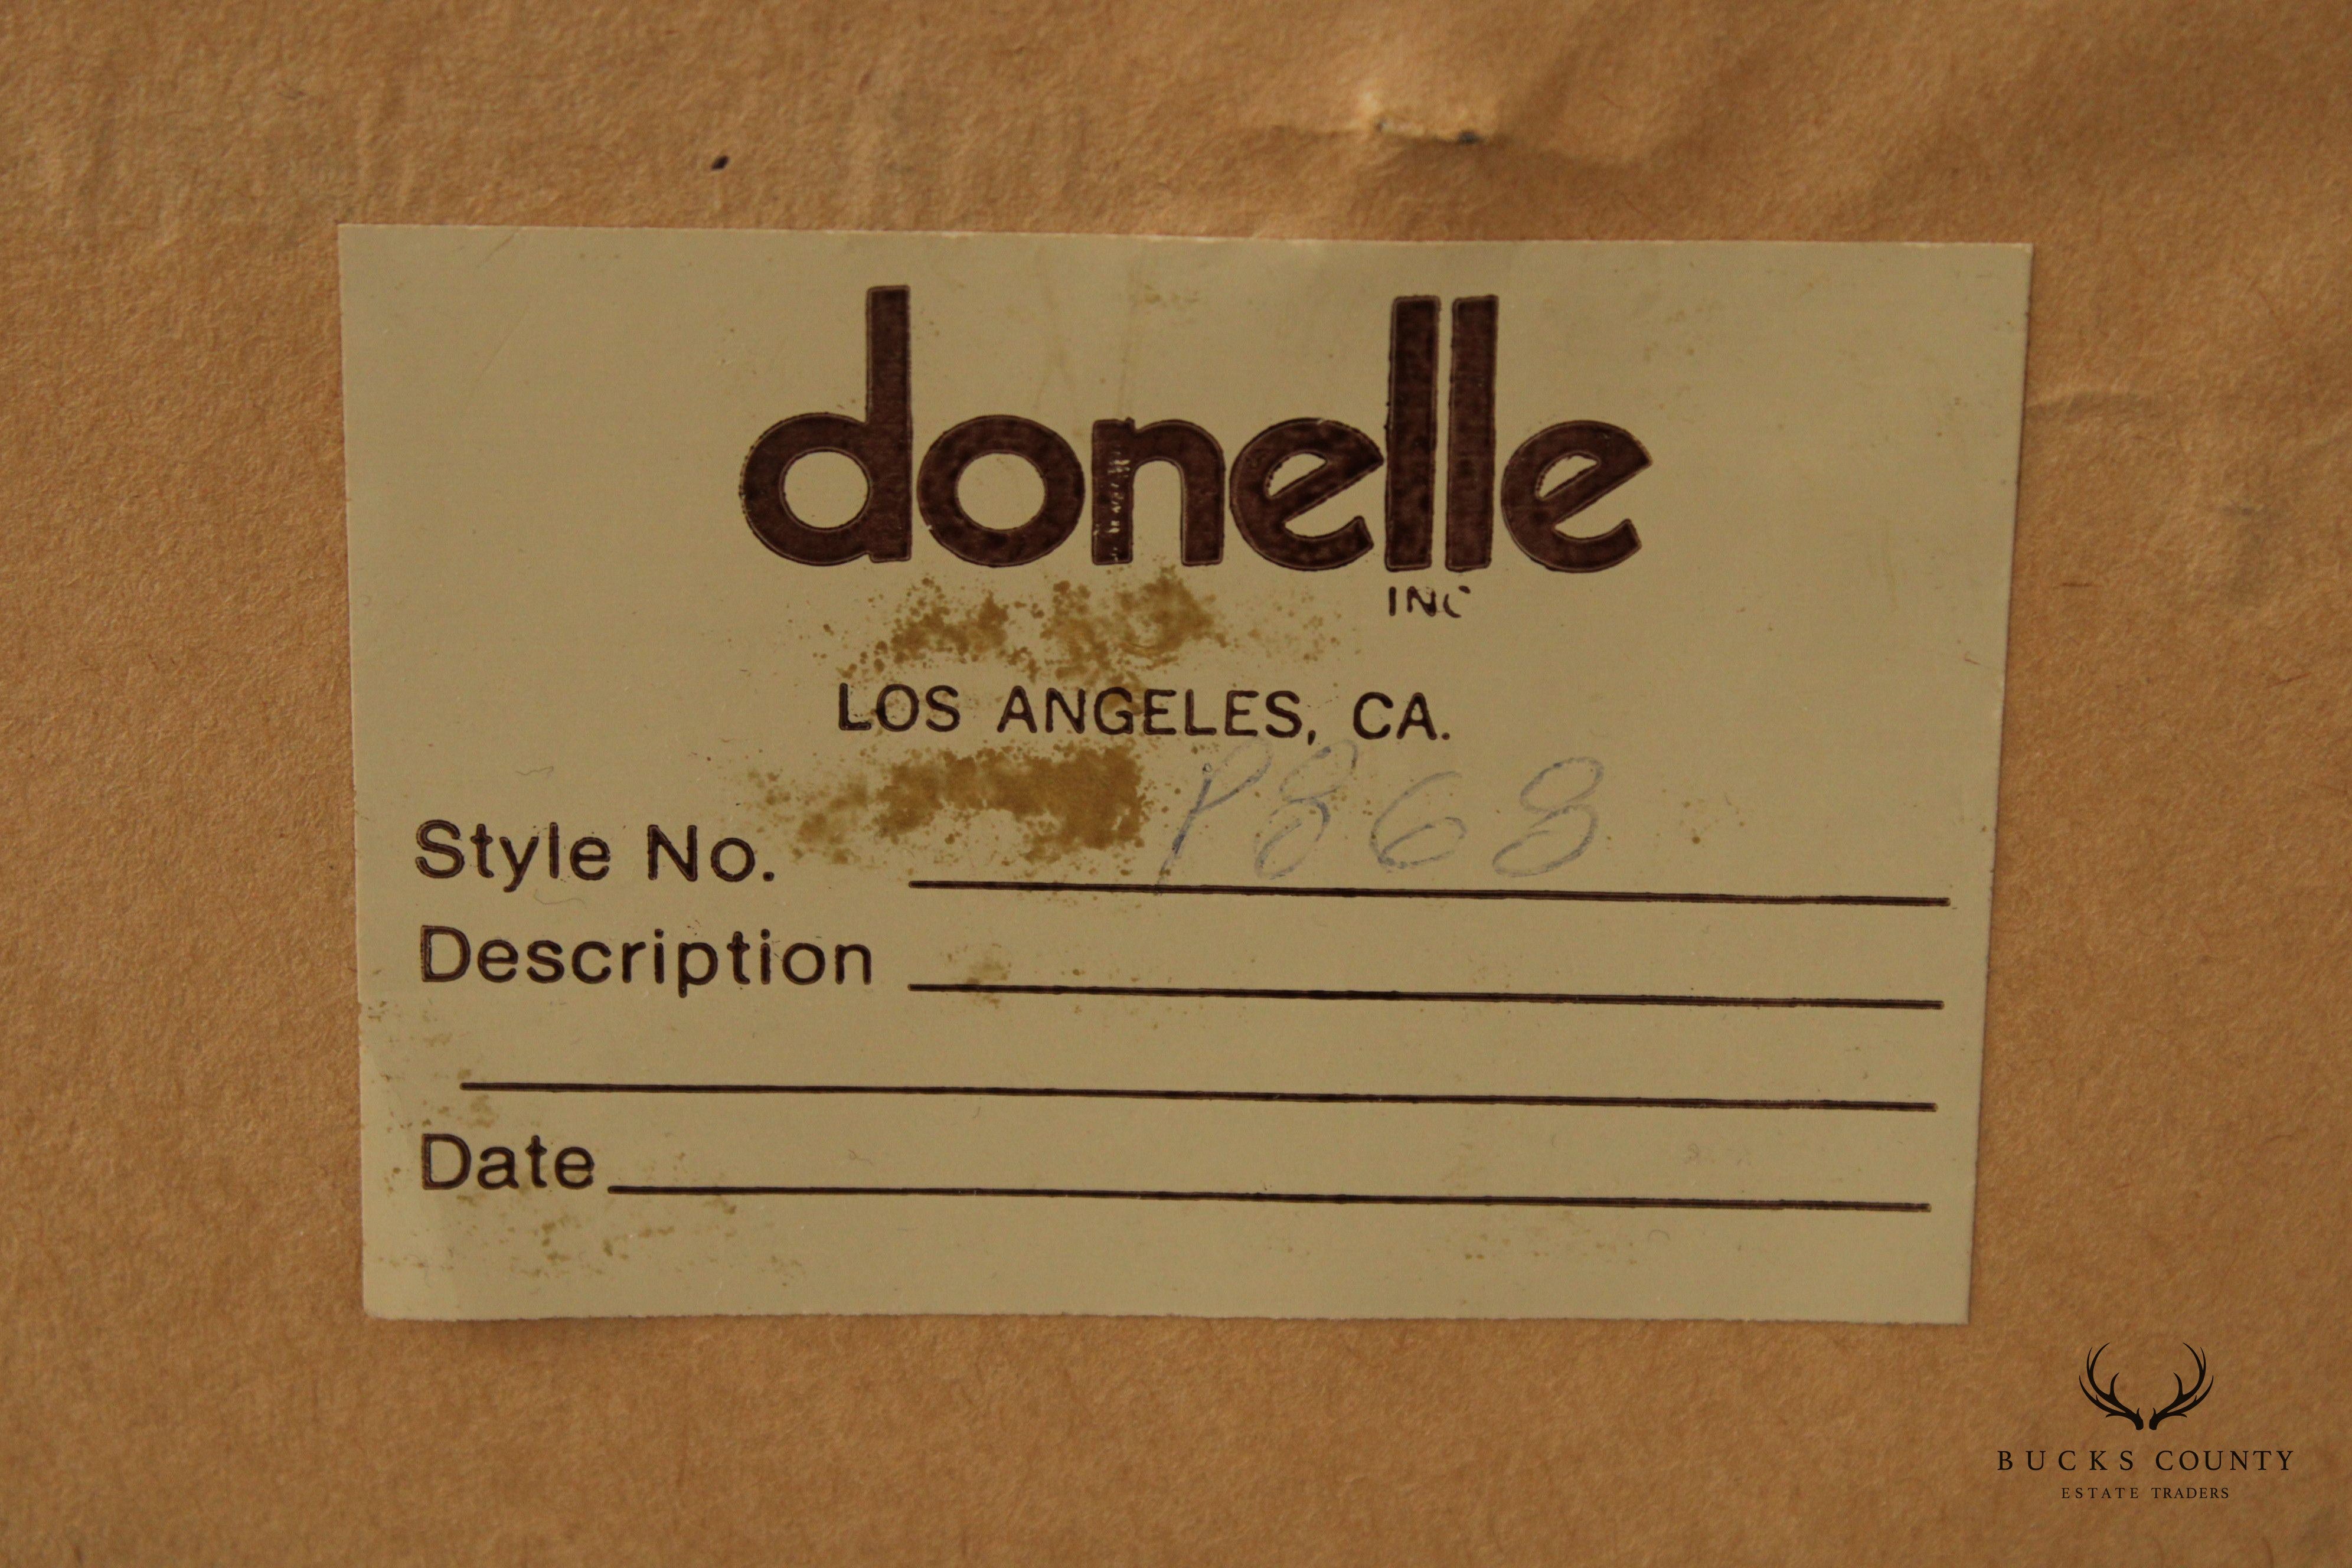 donelle
INC
LOS ANGELES, CA.
Style No. P868
Description
Date
BUCKS COUNTY
ESTATE TRADERS